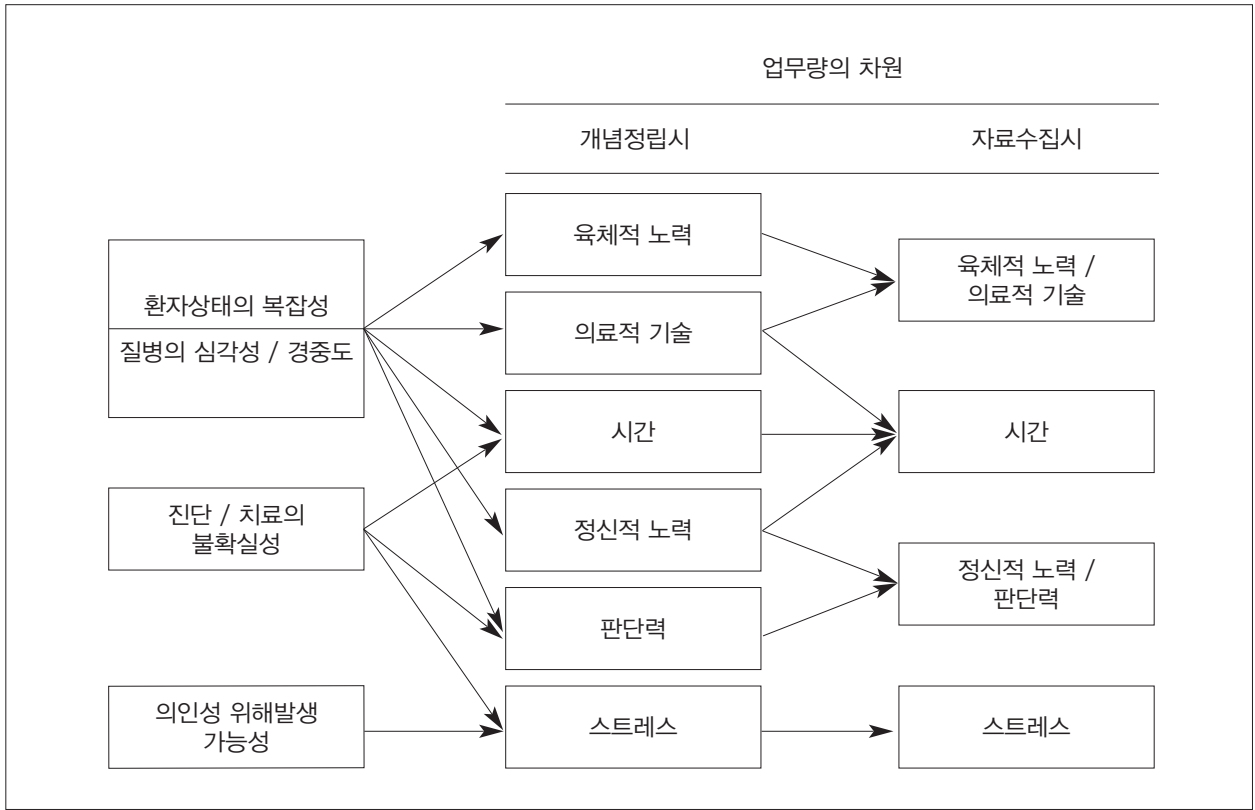 업무량의 차원
개념정립시
자료수집시
환자상태의 복잡성
질병의 심각성 / 경중도
진단 / 치료의
불확실성
의인성 위해발생
가능성
육체적 노력
의료적 기술
시간
정신적 노력
판단력
스트레스
육체적 노력 /
의료적 기술
시간
정신적 노력 /
판단력
스트레스